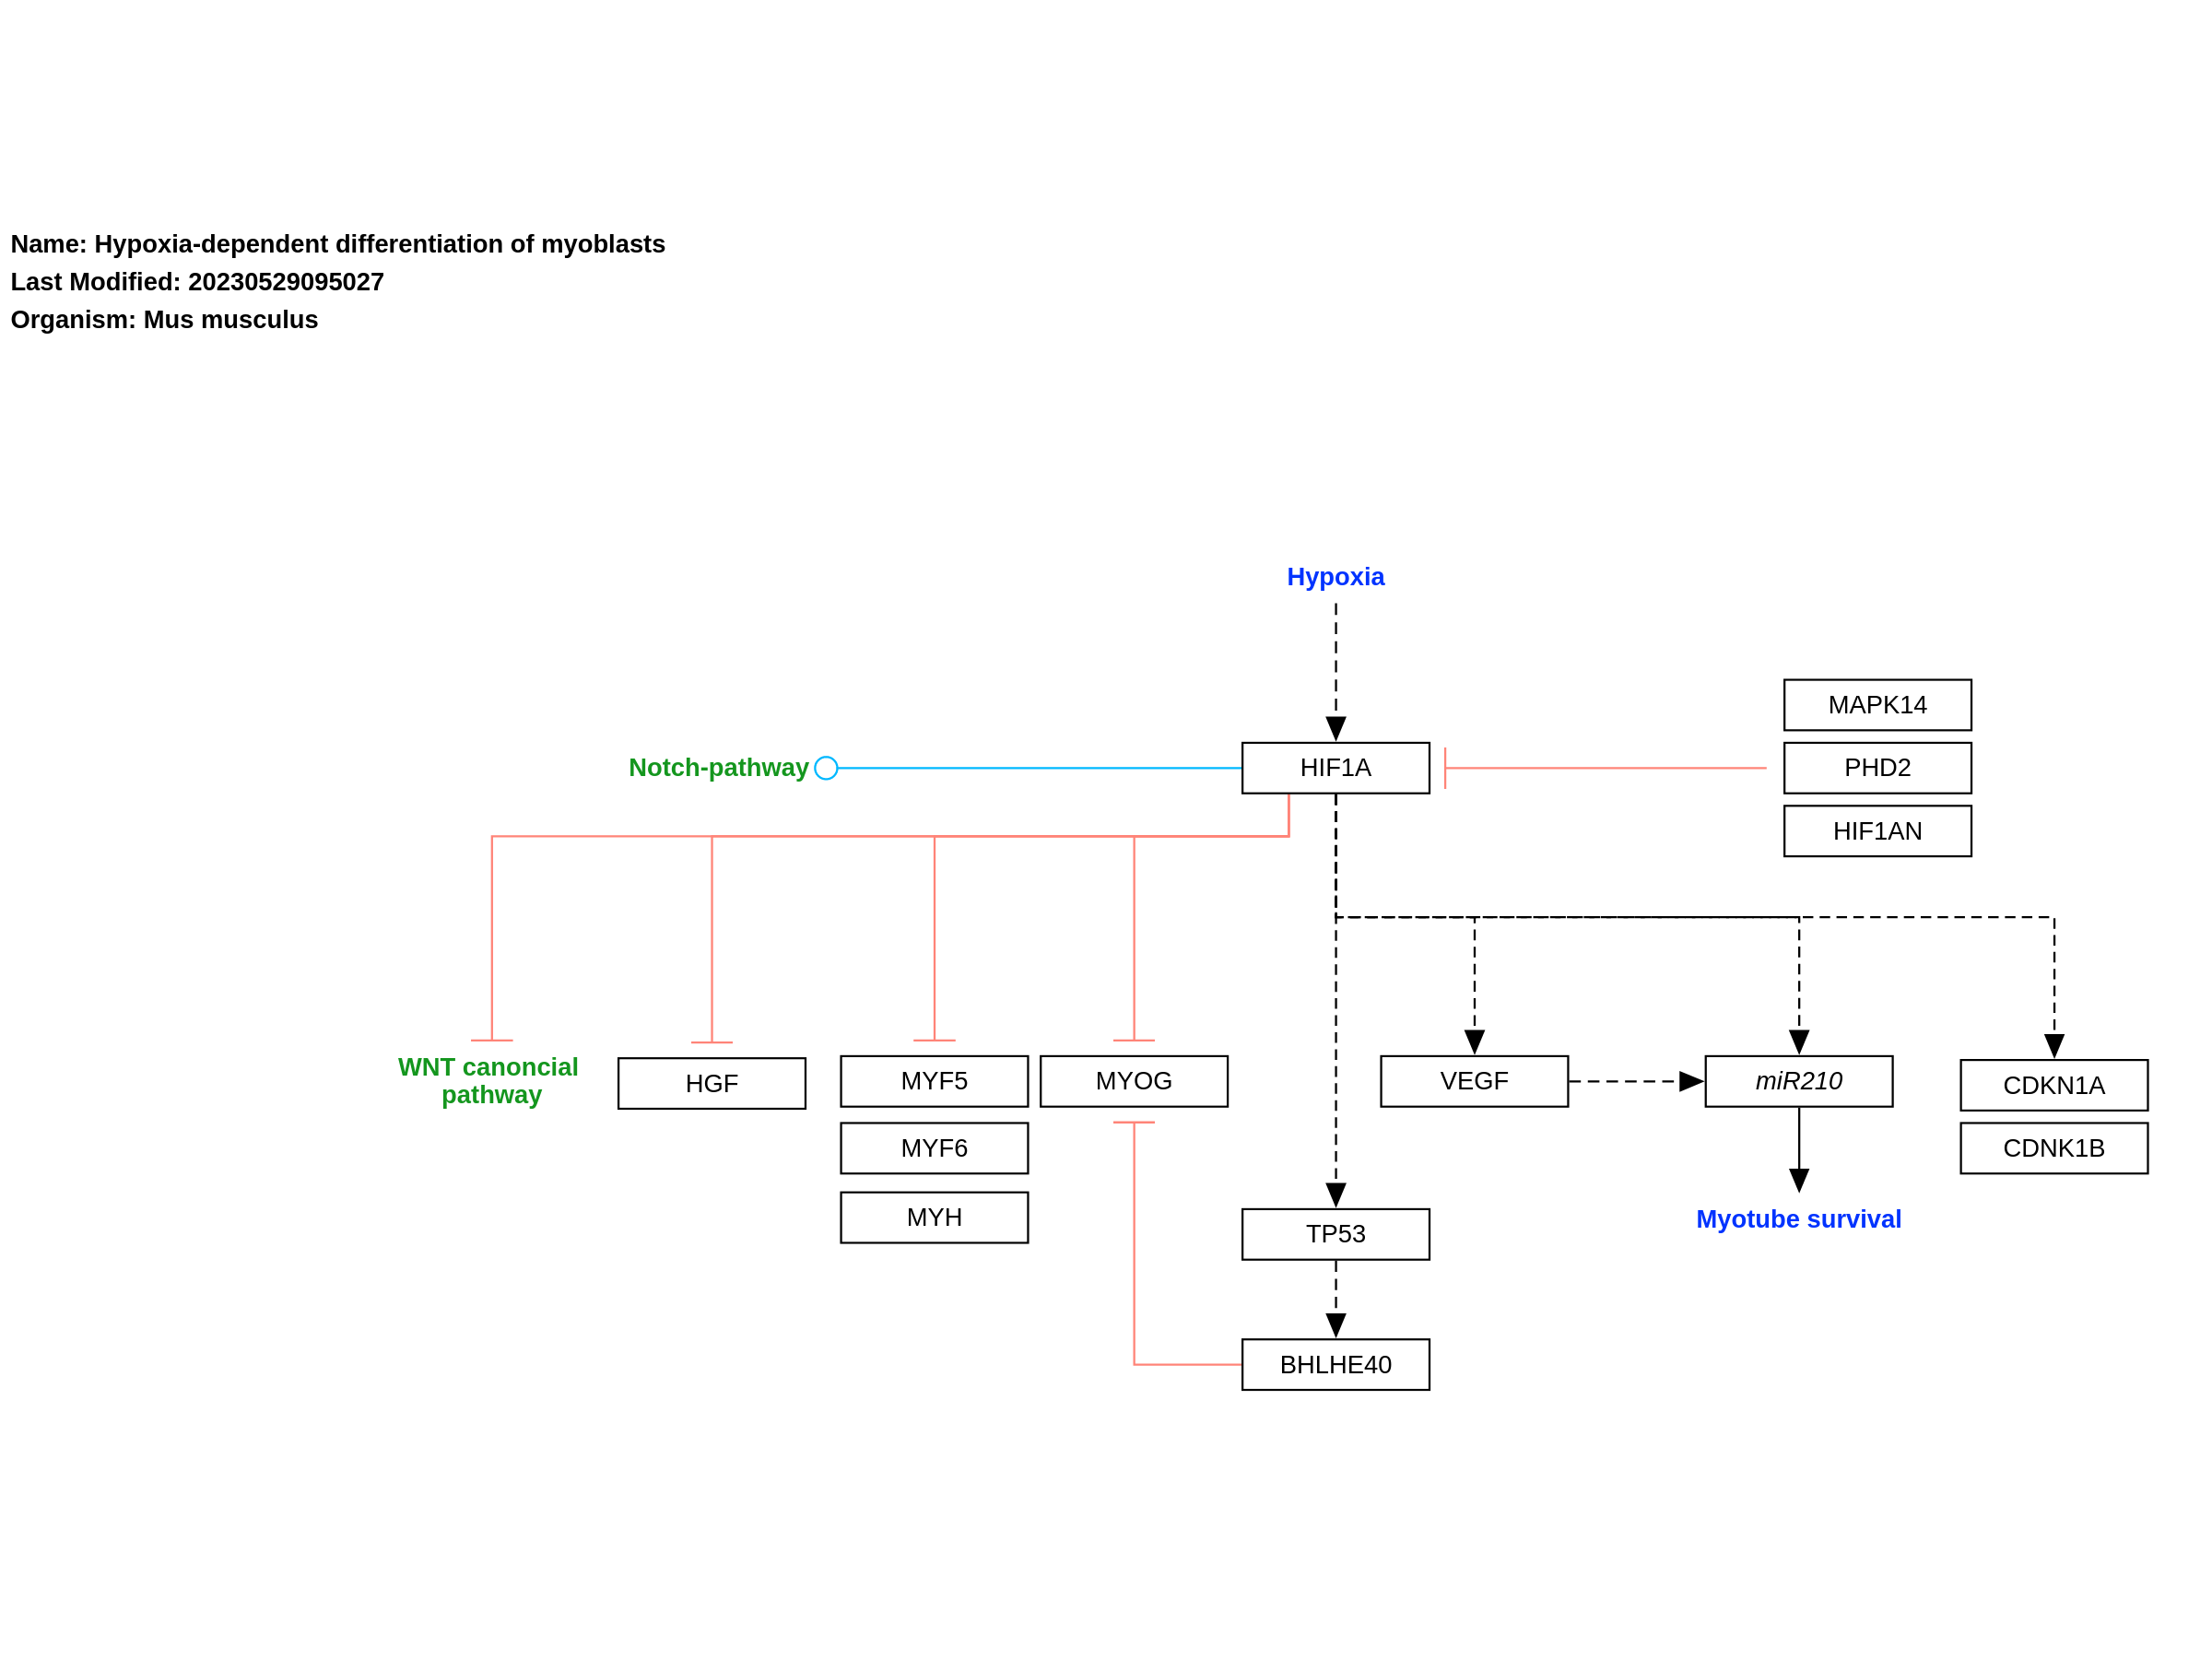 Name: Hypoxia-dependent differentiation of myoblasts
Last Modified: 20230529095027
Organism: Mus musculus
Hypoxia
MAPK14
Notch-pathway
HIF1A
PHD2
HIF1AN
WNT canoncial
pathway
HGF
MYF5
MYOG
VEGF
miR210
CDKN1A
MYF6
CDNK1B
MYH
TP53
Myotube survival
BHLHE40